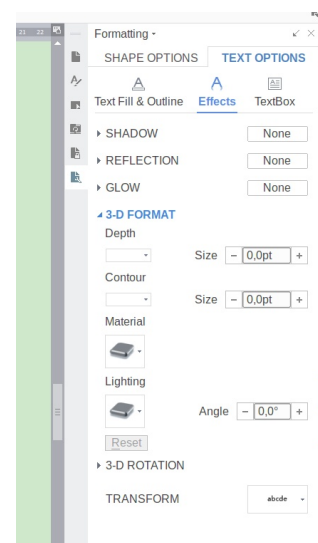 21 22
Formatting
SHAPE OPTIONS TEXT OPTIONS
Text Fill & Outline Effects TextBox
SHADOW None
REFLECTION None
GLOW None
3-D FORMAT
Depth
Size - 0,0pt +
Contour
Size - 0,0pt +
Material
Lighting
Angle - 0,0° +
Reset
3-D ROTATION
TRANSFORM abcde